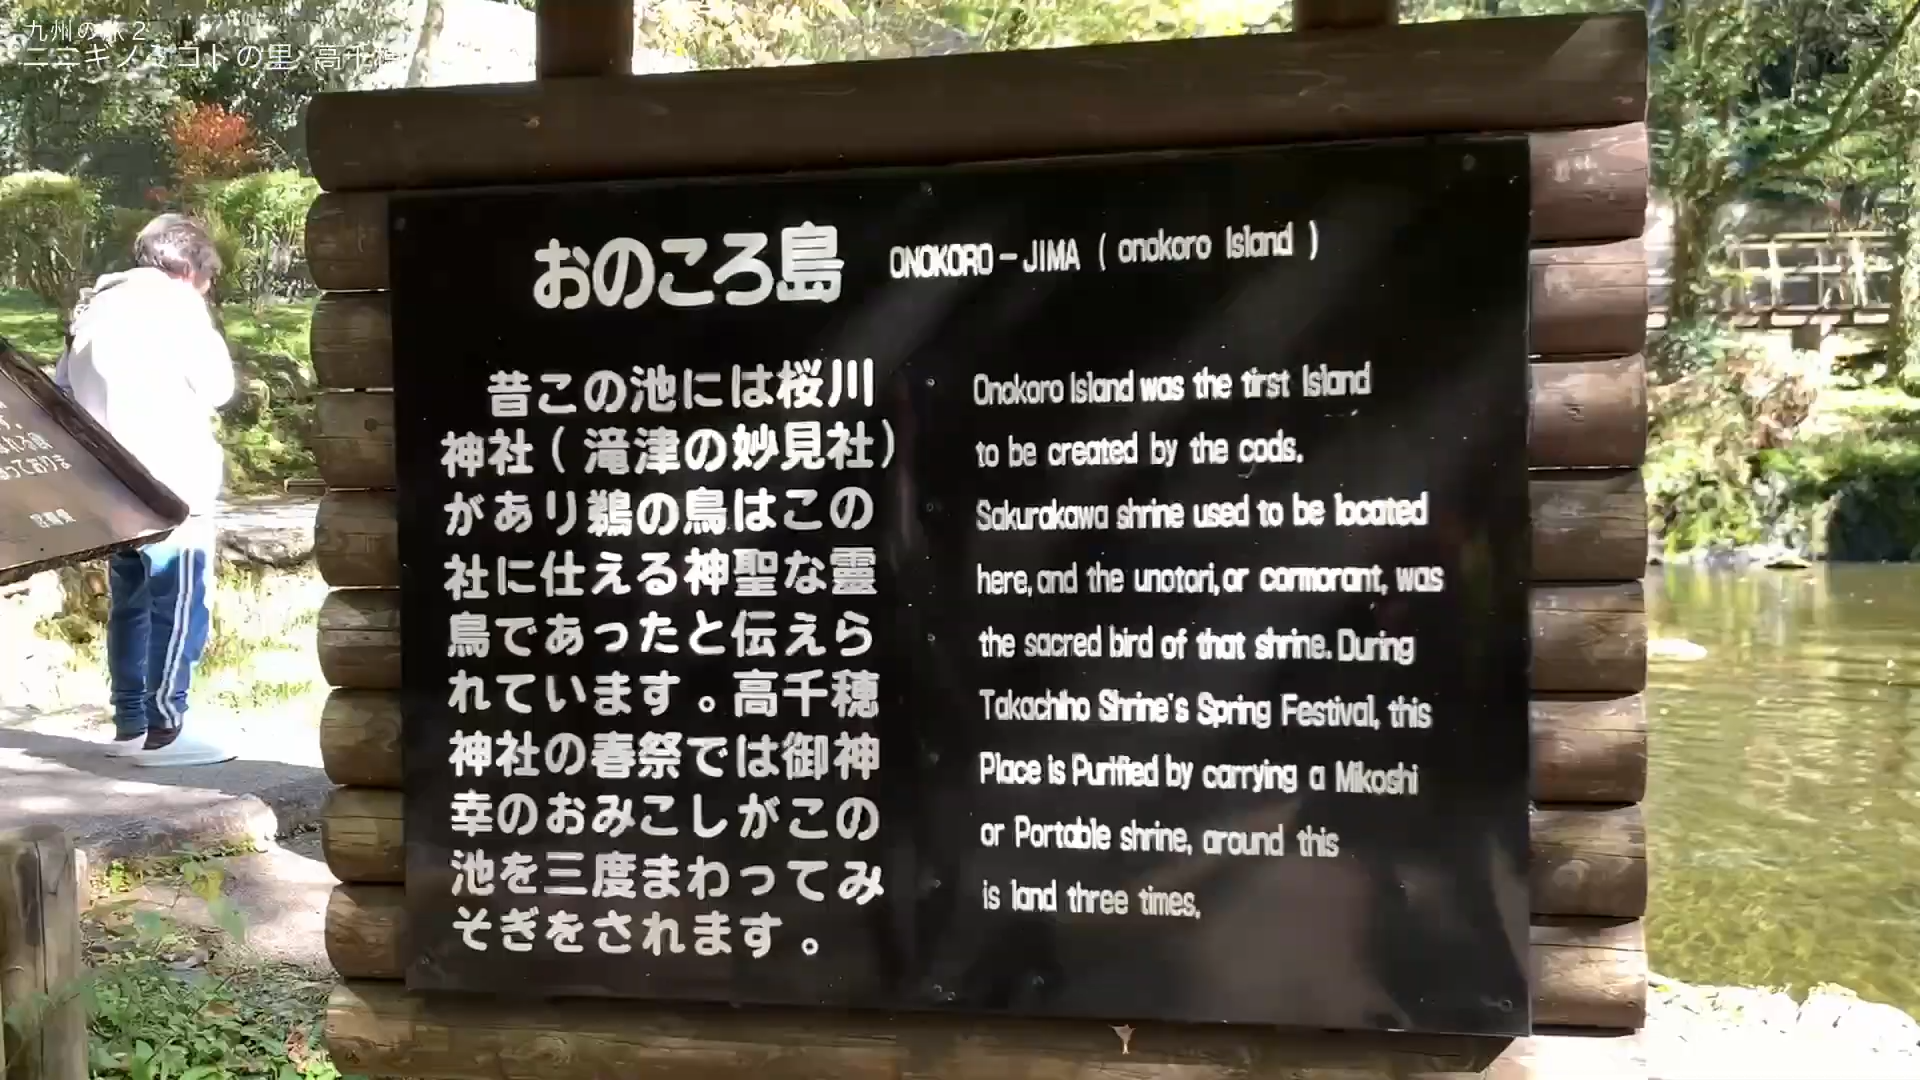 九州の旅2
ニニギノミコトの里 高千穂
おのころ島
ONOKORO-JIMA ( onokoro Island )
昔この池には桜川
神社(滝津の妙見社)
があり鵜の鳥はこの
社に仕える神聖な靈
鳥であったと伝えら
れています。高千穂
神社の春祭では御神
幸のおみこしがこの
池を三度まわってみ
そぎをされます。
Onokoro Island was the tirst Island
to be created by the cods.
Sakurakawa shrine used to be located
here, and the unotori, or carmorant, was
the sacred bird of that shrine. During
Takachiho Shrine's Spring Festival, this
Place is Purified by carrying a Mikoshi
or Portable shrine, around this
is land three times.